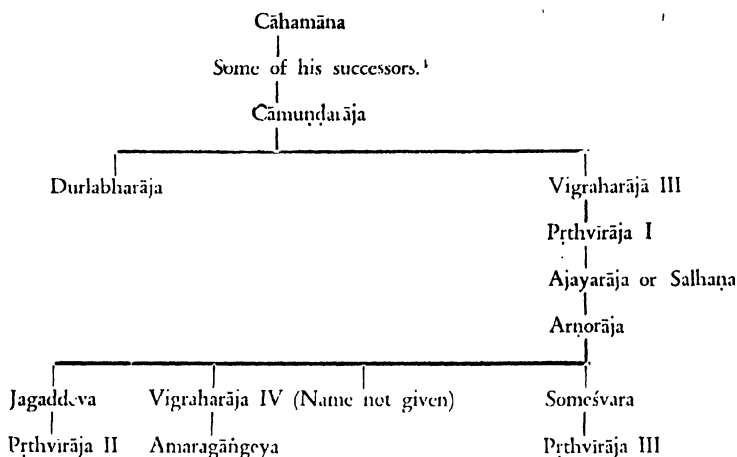 Cāhamāna
Some of his successors.¹
Cāmuṇḍarāja
Durlabharāja Vigraharājā III
Pṛthvirāja I
Ajayarāja or Salhaṇa
Arṇorāja
Jagaddeva Vigraharāja IV (Name not given) Someśvara
Pṛthvirāja II Amaragāṅgeya Pṛthvirāja III